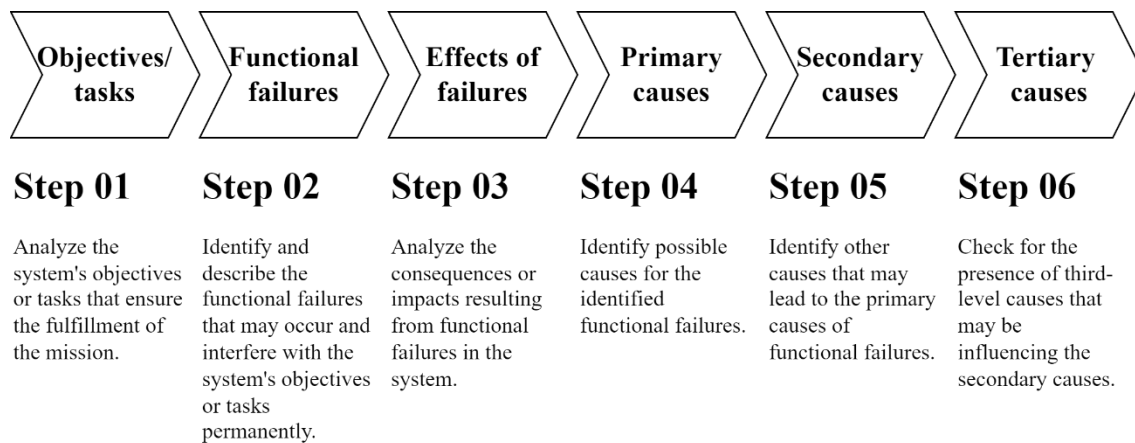 Objectives/
tasks
Functional
failures
Effects of
failures
Primary
causes
Secondary
causes
Tertiary
causes
Step 01
Analyze the
system's objectives
or tasks that ensure
the fulfillment of
the mission.
Step 02
Identify and
describe the
functional failures
that may occur and
interfere with the
system's objectives
or tasks
permanently.
Step 03
Analyze the
consequences or
impacts resulting
from functional
failures in the
system.
Step 04
Identify possible
causes for the
identified
functional failures.
Step 05
Identify other
causes that may
lead to the primary
causes of
functional failures.
Step 06
Check for the
presence of third-
level causes that
may be
influencing the
secondary causes.